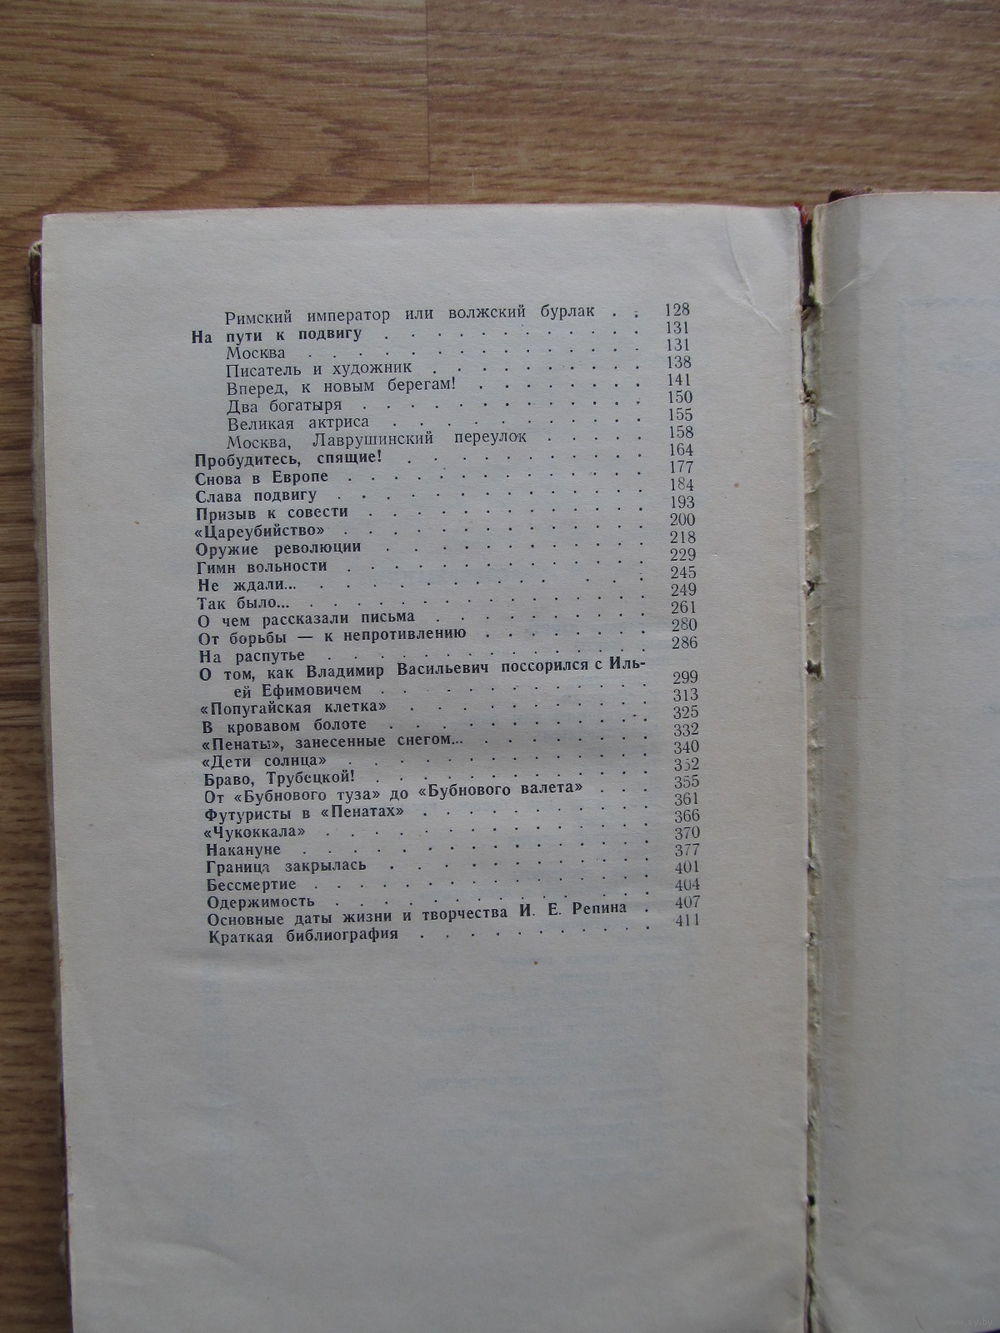 Римский император или волжский бурлак . . 128
На пути к подвигу . . . . . . . . . . . 131
Москва . . . . . . . . . . . . . . 131
Писатель и художник . . . . . . . . . 138
Вперед, к новым берегам! . . . . . . . 141
Два богатыря . . . . . . . . . . . . 150
Великая актриса . . . . . . . . . . . 155
Москва, Лаврушинский переулок . . . . . 158
Пробудитесь, спящие! . . . . . . . . . . 164
Снова в Европе . . . . . . . . . . . . 177
Слава подвигу . . . . . . . . . . . . . 184
Призыв к совести . . . . . . . . . . . 193
«Цареубийство» . . . . . . . . . . . . 200
Оружие революции . . . . . . . . . . . 218
Гимн вольности . . . . . . . . . . . . 229
Не ждали... . . . . . . . . . . . . . 245
Так было... . . . . . . . . . . . . . . 249
О чем рассказали письма . . . . . . . . 261
От борьбы — к непротивлению . . . . . . . 280
На распутье . . . . . . . . . . . . . 286
О том, как Владимир Васильевич поссорился с Иль-
ей Ефимовичем . . . . . . . . . . . 299
«Попугайская клетка» . . . . . . . . . . 313
В кровавом болоте . . . . . . . . . . . 325
«Пенаты», занесенные снегом... . . . . . . . 332
«Дети солнца» . . . . . . . . . . . . 340
Браво, Трубецкой! . . . . . . . . . . . 352
От «Бубнового туза» до «Бубнового валета» . . . 355
Футуристы в «Пенатах» . . . . . . . . . 361
«Чукоккала» . . . . . . . . . . . . . 366
Накануне . . . . . . . . . . . . . . 370
Граница закрылась . . . . . . . . . . 377
Бессмертие . . . . . . . . . . . . . 401
Одержимость . . . . . . . . . . . . . 404
Основные даты жизни и творчества И. Е. Репина . 407
Краткая библиография . . . . . . . . . 411